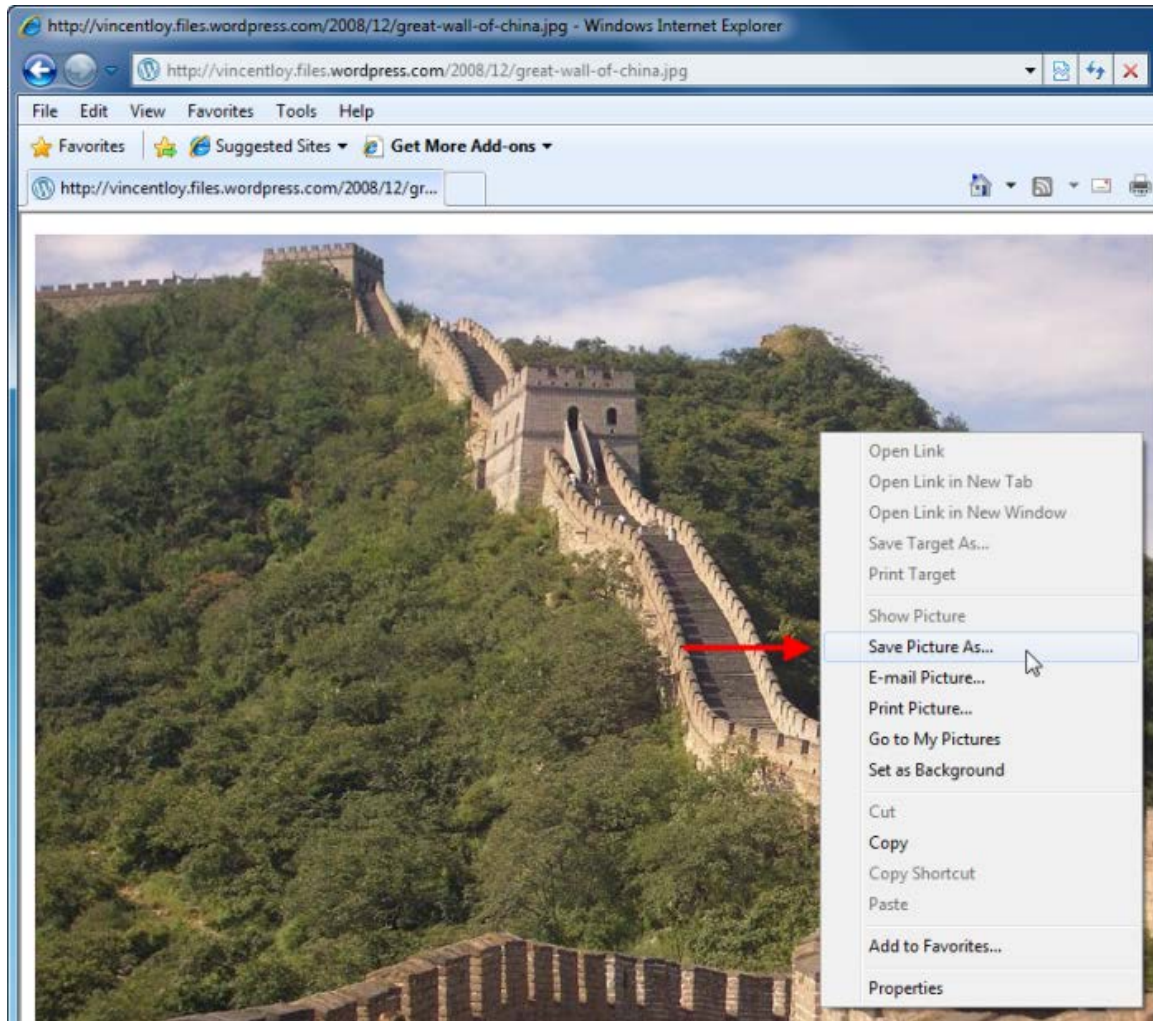 http://vincentloy.files.wordpress.com/2008/12/great-wall-of-china.jpg - Windows Internet Explorer
http://vincentloy.files.wordpress.com/2008/12/great-wall-of-china.jpg
File Edit View Favorites Tools Help
Favorites Suggested Sites Get More Add-ons
http://vincentloy.files.wordpress.com/2008/12/gr...
Open Link
Open Link in New Tab
Open Link in New Window
Save Target As...
Print Target
Show Picture
Save Picture As...
E-mail Picture...
Print Picture...
Go to My Pictures
Set as Background
Cut
Copy
Copy Shortcut
Paste
Add to Favorites...
Properties